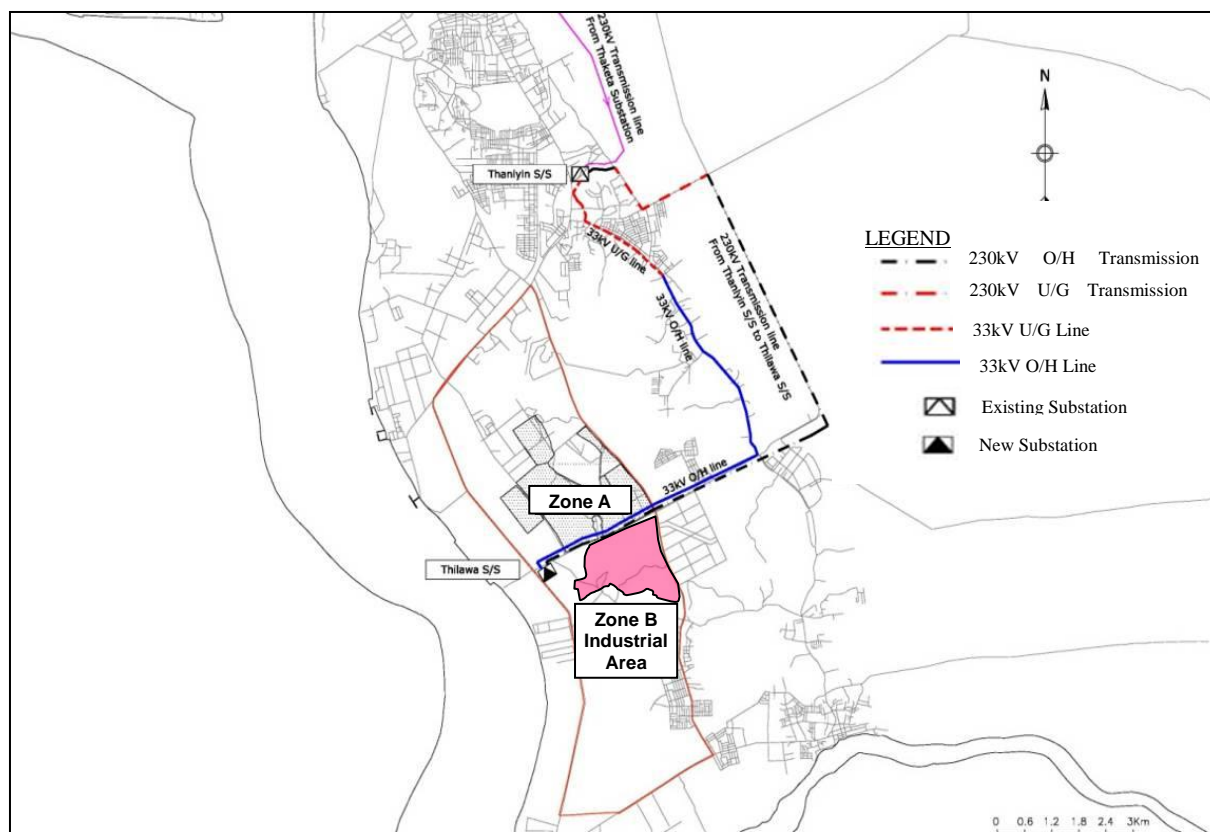 230kV Transmission line
From Thaketa Substation
N
Thanlyin S/S
33kV U/G line
33kV O/H line
230kV Transmission line
From Thanlyin S/S to Thilawa S/S
LEGEND
230kV O/H Transmission
230kV U/G Transmission
33kV U/G Line
33kV O/H Line
Existing Substation
New Substation
33kV O/H line
Zone A
Thilawa S/S
Zone B
Industrial
Area
0 0.6 1.2 1.8 2.4 3Km